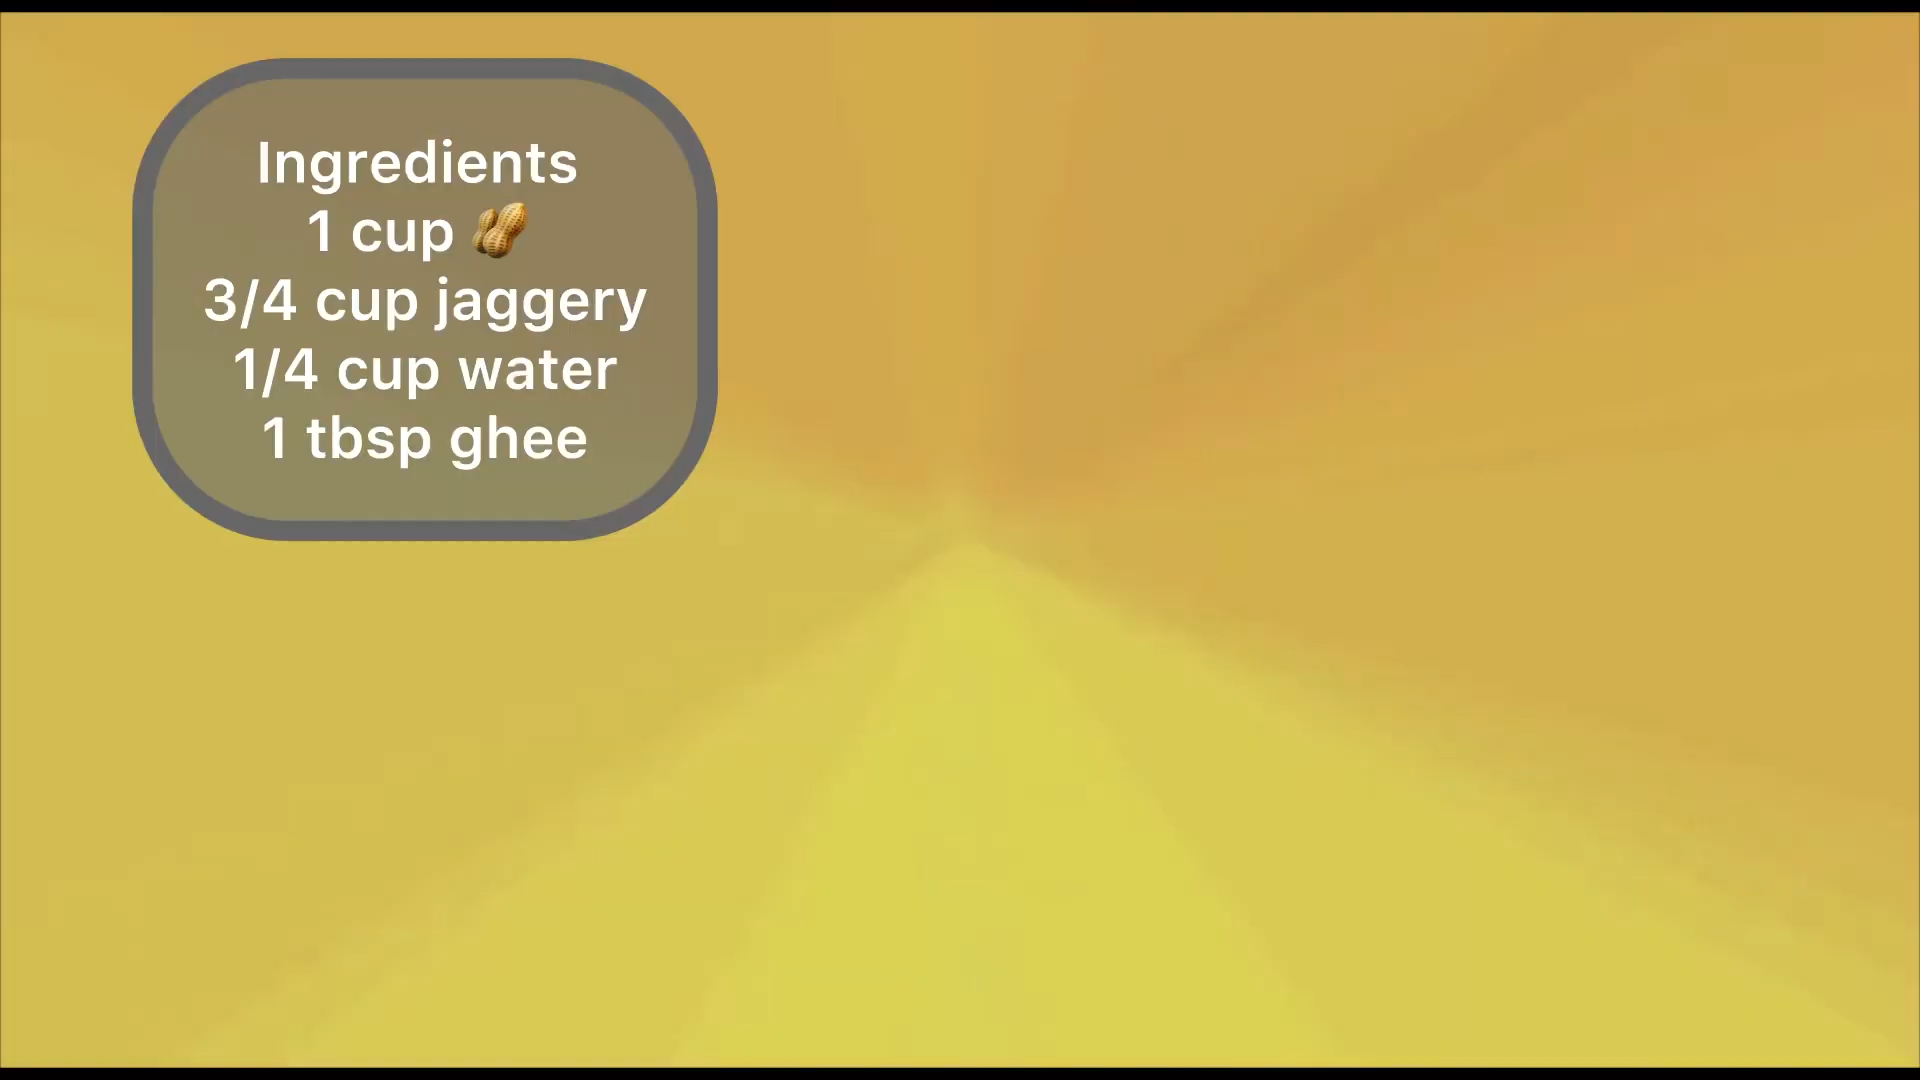 Ingredients
1 cup 🥜
3/4 cup jaggery
1/4 cup water
1 tbsp ghee